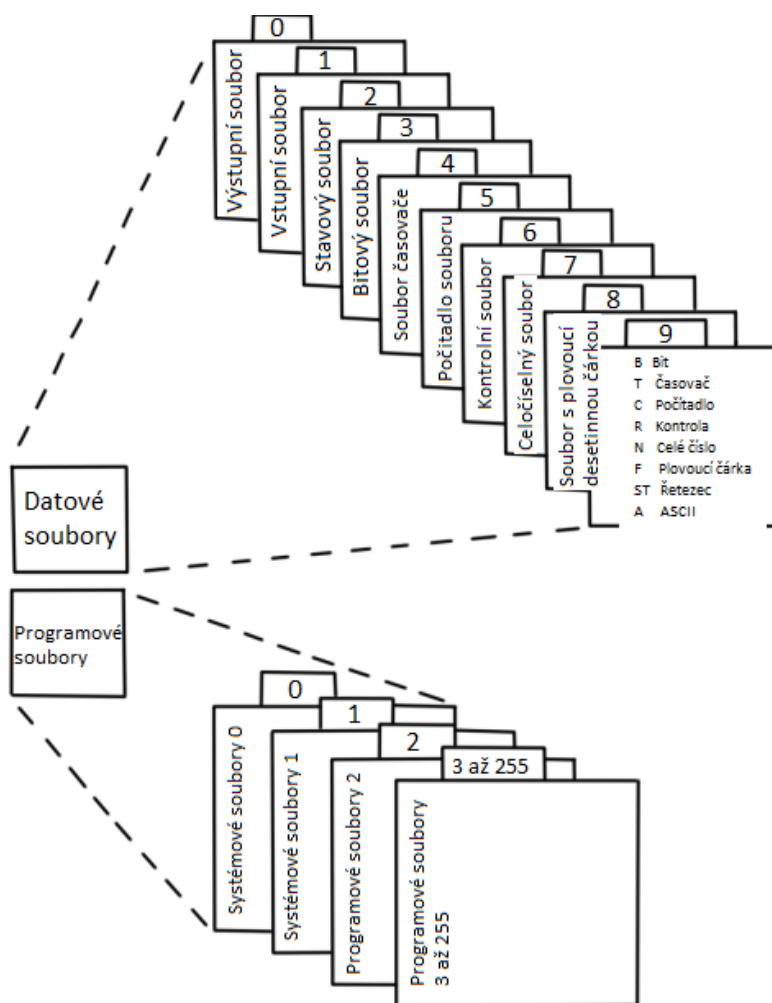 0
Výstupní soubor
1
Vstupní soubor
2
Stavový soubor
3
Bitový soubor
4
Soubor časovače
5
Počitadlo souboru
6
Kontrolní soubor
7
Celočíselný soubor
8
Soubor s plovoucí
desetinnou čárkou
9
B Bit
T Časovač
C Počítadlo
R Kontrola
N Celé číslo
F Plovoucí čárka
ST Řetezec
A ASCII
Datové
soubory
Programové
soubory
0
Systémové soubory 0
1
Systémové soubory 1
2
Programové soubory 2
3 až 255
Programové soubory
3 až 255